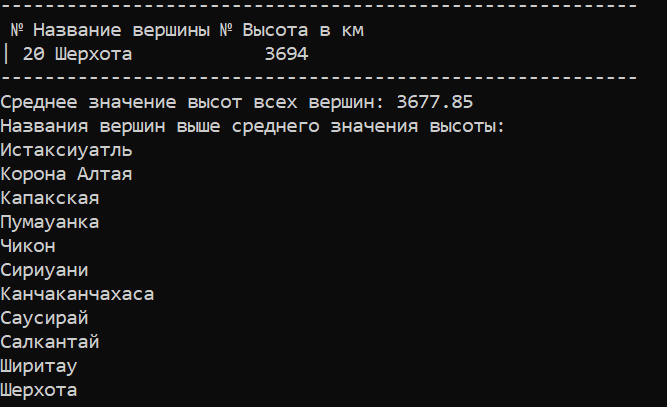 № Название вершины № Высота в км
| 20 Шерхота 3694
Среднее значение высот всех вершин: 3677.85
Названия вершин выше среднего значения высоты:
Истаксиуатль
Корона Алтая
Капакская
Пумауанка
Чикон
Сириуани
Канчаканчахаса
Саусирай
Салкантай
Ширитау
Шерхота